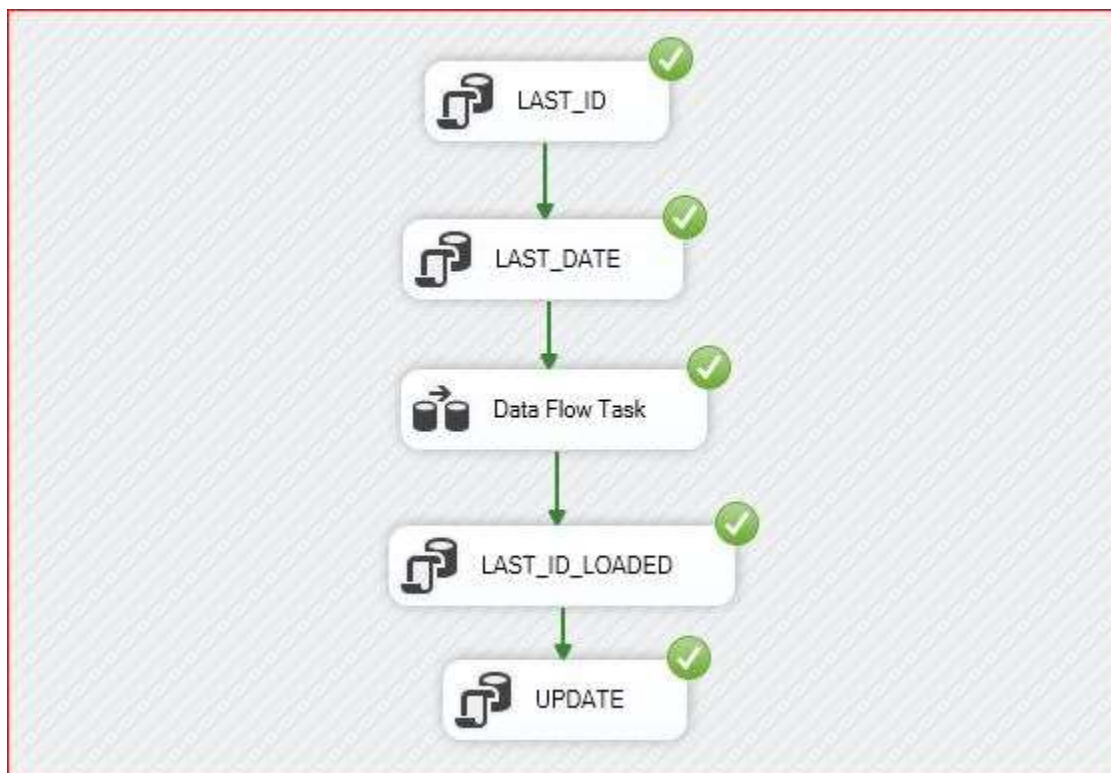 LAST_ID
LAST_DATE
Data Flow Task
LAST_ID_LOADED
UPDATE